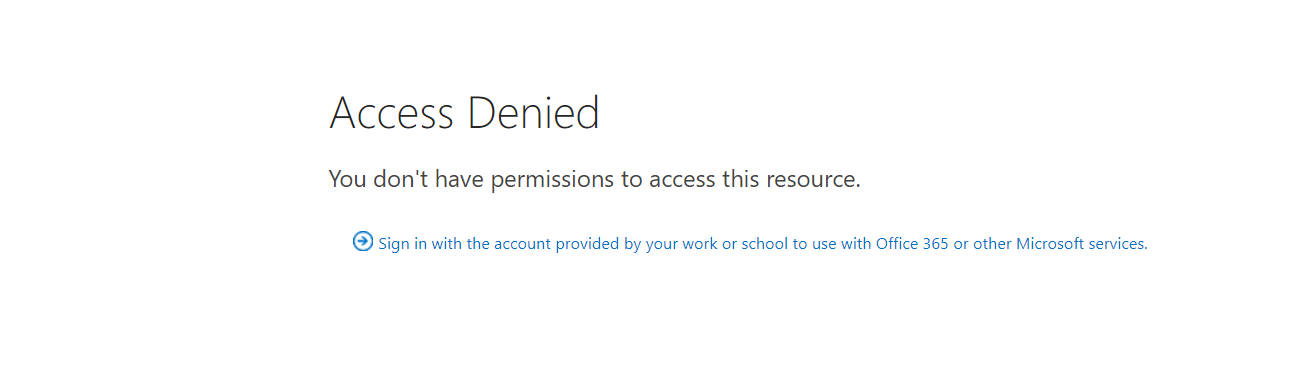 Access Denied
You don't have permissions to access this resource.
Sign in with the account provided by your work or school to use with Office 365 or other Microsoft services.